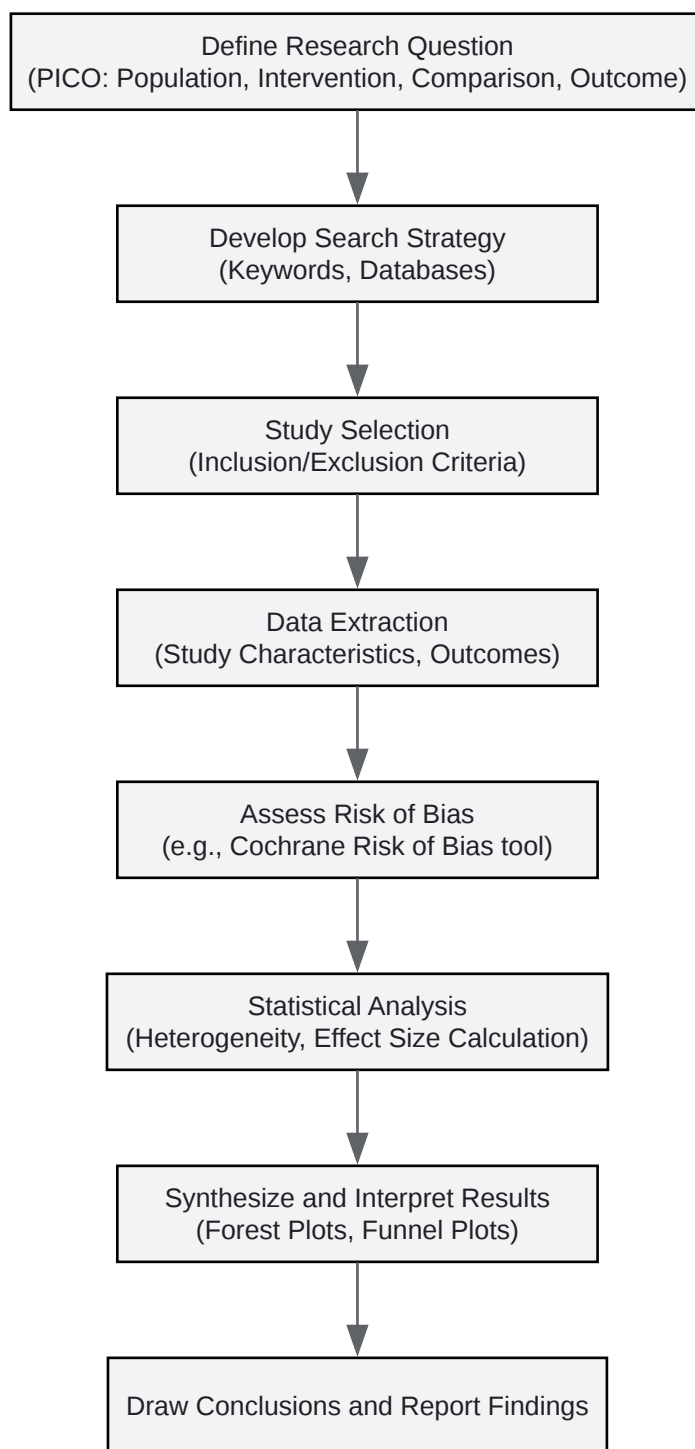 Define Research Question
(PICO: Population, Intervention, Comparison, Outcome)
Develop Search Strategy
(Keywords, Databases)
Study Selection
(Inclusion/Exclusion Criteria)
Data Extraction
(Study Characteristics, Outcomes)
Assess Risk of Bias
(e.g., Cochrane Risk of Bias tool)
Statistical Analysis
(Heterogeneity, Effect Size Calculation)
Synthesize and Interpret Results
(Forest Plots, Funnel Plots)
Draw Conclusions and Report Findings